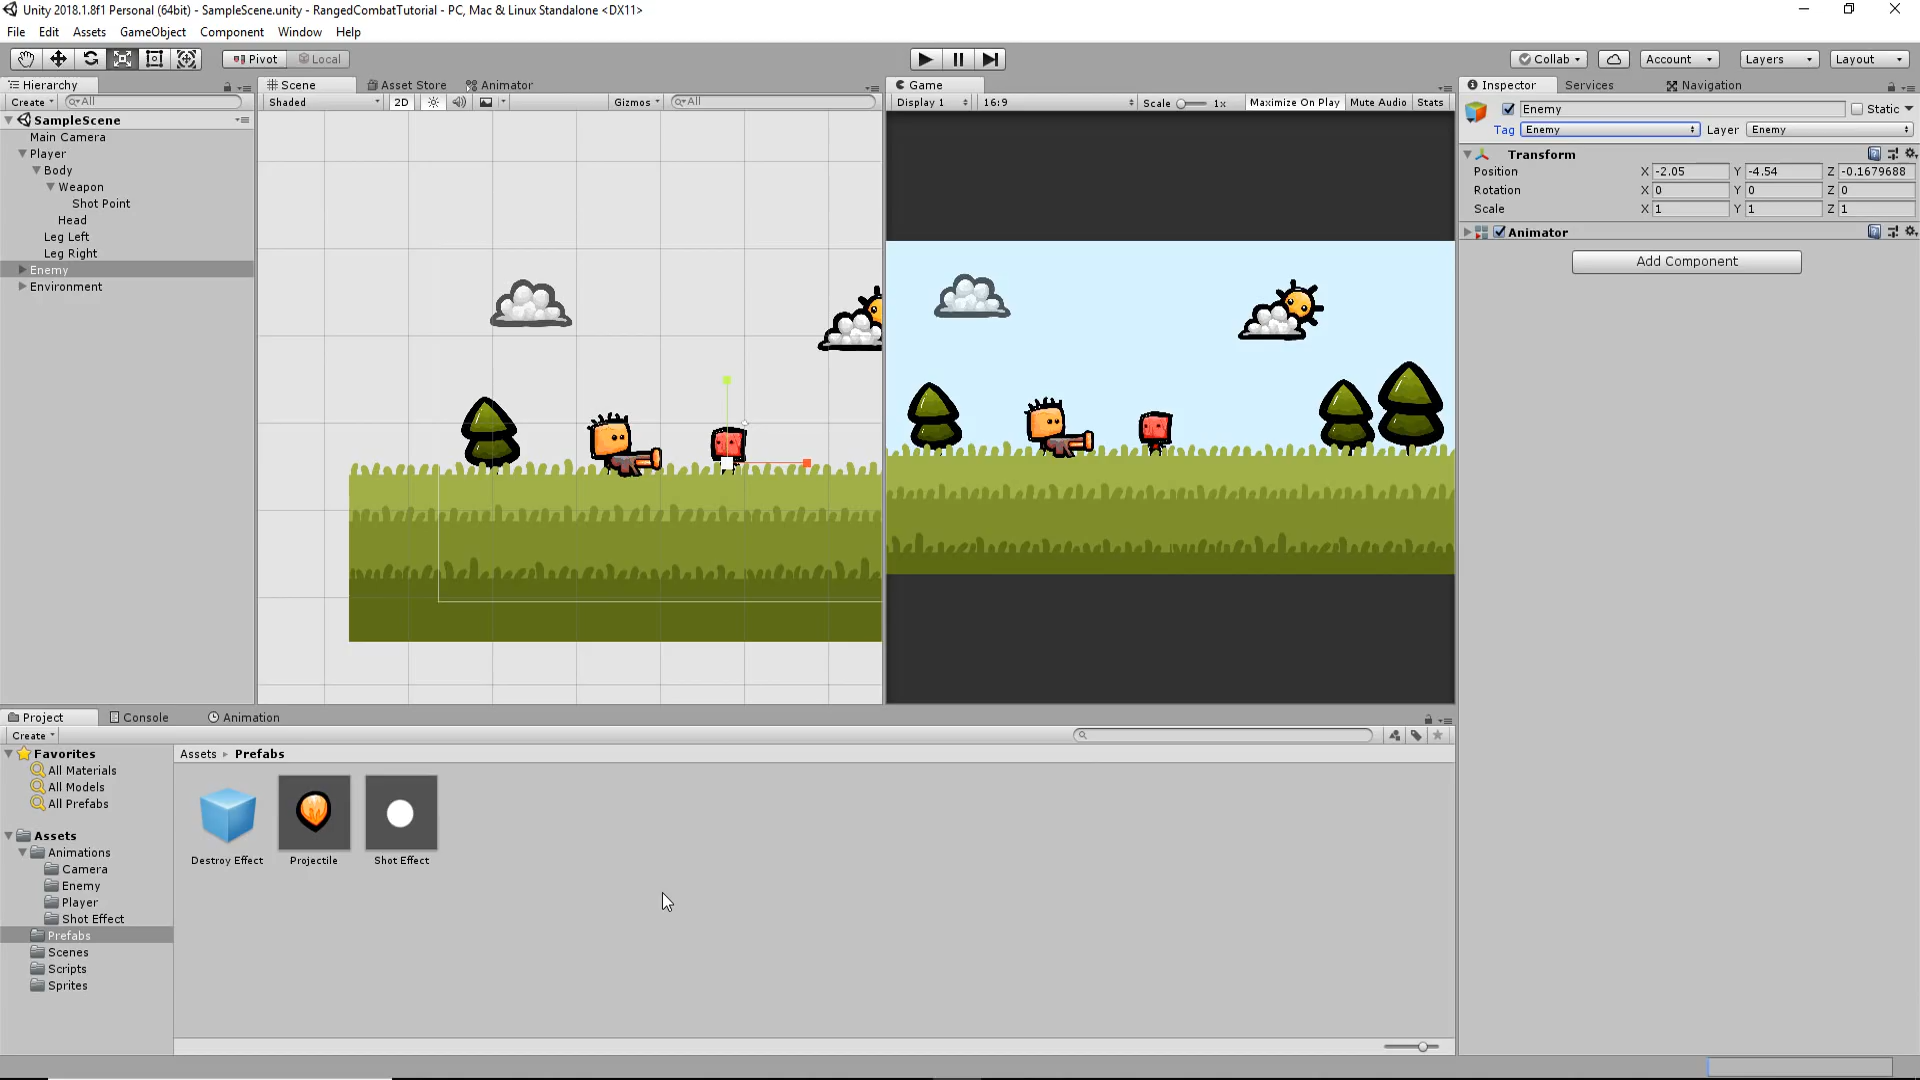 Unity 2018.1.8f1 Personal (64bit) - SampleScene.unity - RangedCombatTutorial - PC, Mac & Linux Standalone <DX11>
File Edit Assets GameObject Component Window Help
Pivot Local Collab Account Layers Layout
Hierarchy
Create All
SampleScene
Main Camera
Player
Body
Weapon
Shot Point
Head
Leg Left
Leg Right
Enemy
Environment
Scene Asset Store Animator
Shaded 2D Gizmos All
Game
Display 1 16:9 Scale 1x Maximize On Play Mute Audio Stats
Inspector Services Navigation
Enemy Static
Tag Enemy Layer Enemy
Transform
Position X -2.05 Y -4.54 Z -0.1679688
Rotation X 0 Y 0 Z 0
Scale X 1 Y 1 Z 1
Animator
Add Component
Project Console Animation
Create
Favorites
All Materials
All Models
All Prefabs
Assets
Animations
Camera
Enemy
Player
Shot Effect
Prefabs
Scenes
Scripts
Sprites
Assets Prefabs
Destroy Effect Projectile Shot Effect